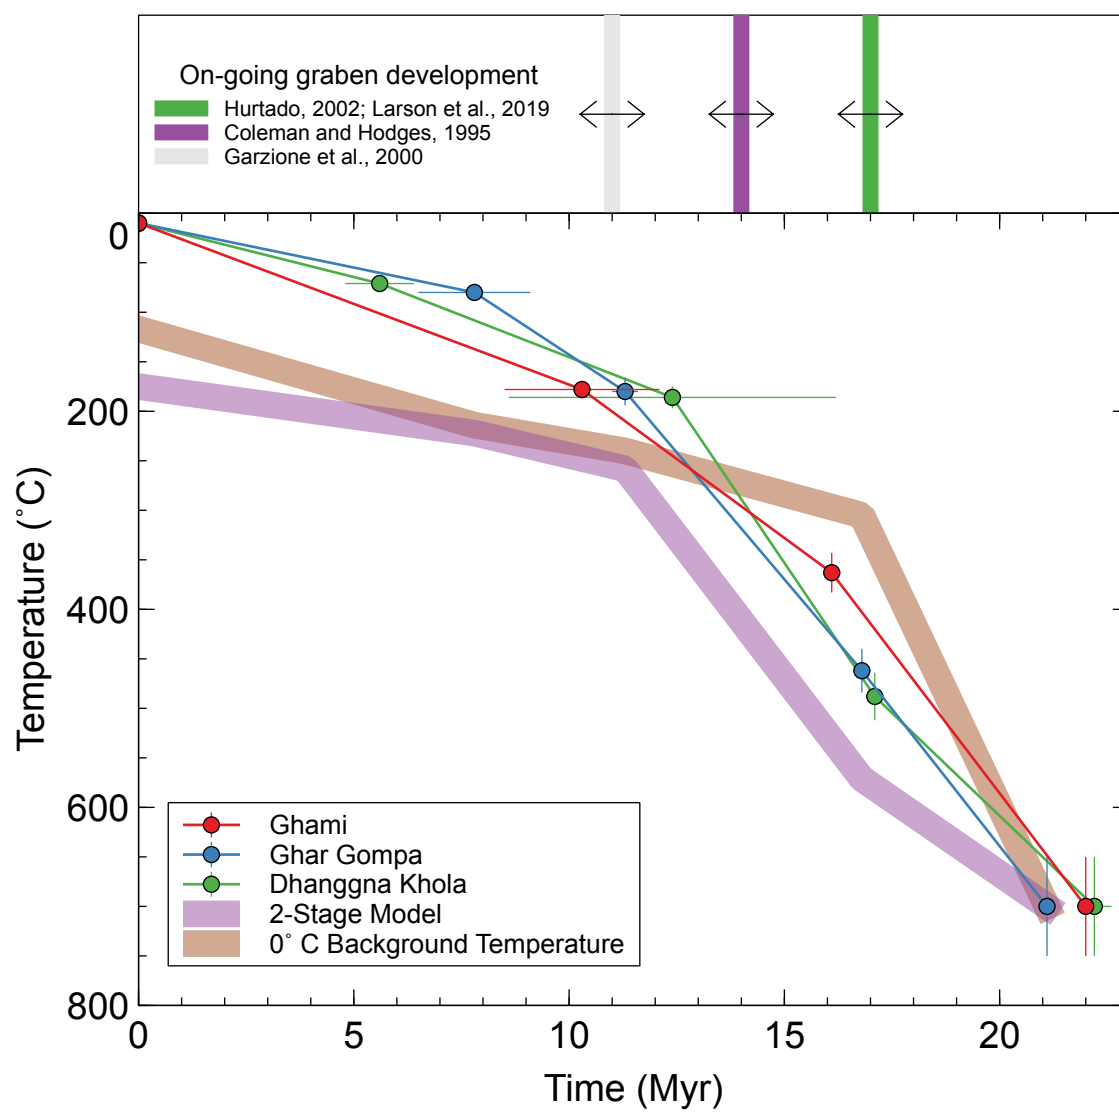 On-going graben development
Hurtado, 2002; Larson et al., 2019
Coleman and Hodges, 1995
Garzione et al., 2000
0
200
400
600
800
Temperature (˚C)
Ghami
Ghar Gompa
Dhanggna Khola
2-Stage Model
0˚ C Background Temperature
0 5 10 15 20
Time (Myr)